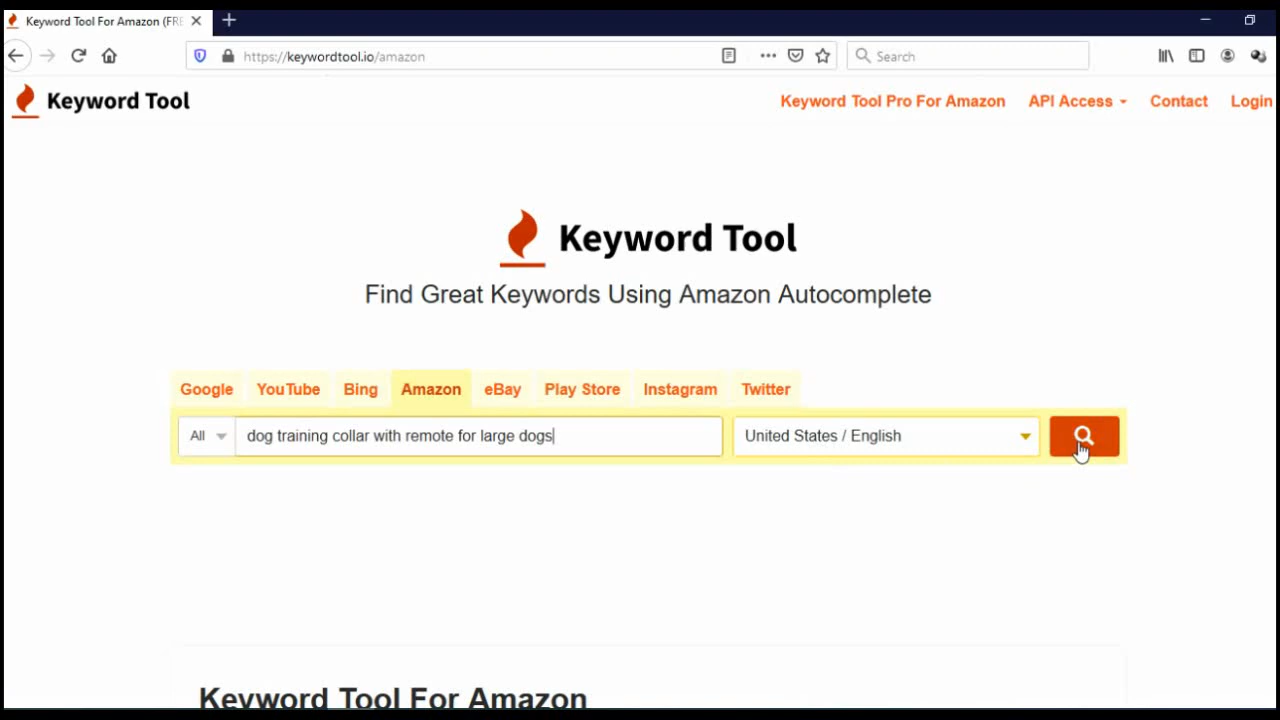 Keyword Tool For Amazon (FRE
https://keywordtool.io/amazon
Search
Keyword Tool
Keyword Tool Pro For Amazon
API Access
Contact
Login
Keyword Tool
Find Great Keywords Using Amazon Autocomplete
Google
YouTube
Bing
Amazon
eBay
Play Store
Instagram
Twitter
All
dog training collar with remote for large dogs
United States / English
Keyword Tool For Amazon